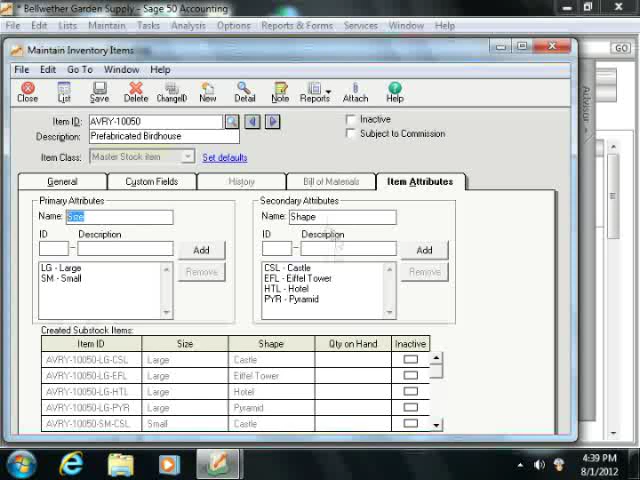 * Bellwether Garden Supply - Sage 50 Accounting
File Edit Lists Maintain Tasks Analysis Options Reports & Forms Services Window Help
GO
Maintain Inventory Items
File Edit Go To Window Help
Close List Save Delete ChangeID New Detail Note Reports Attach Help
Advisor
Item ID: AVRY-10050
Inactive
Description: Prefabricated Birdhouse
Subject to Commission
Item Class: Master Stock item Set defaults
General Custom Fields History Bill of Materials Item Attributes
Primary Attributes Secondary Attributes
Name: Size Name: Shape
ID Description ID Description
– Add – Add
LG - Large CSL - Castle
Remove Remove
SM - Small EFL - Eiffel Tower
HTL - Hotel
PYR - Pyramid
Created Substock Items:
Item ID Size Shape Qty on Hand Inactive
AVRY-10050-LG-CSL Large Castle
AVRY-10050-LG-EFL Large Eiffel Tower
AVRY-10050-LG-HTL Large Hotel
AVRY-10050-LG-PYR Large Pyramid
AVRY-10050-SM-CSL Small Castle
4:39 PM
8/1/2012